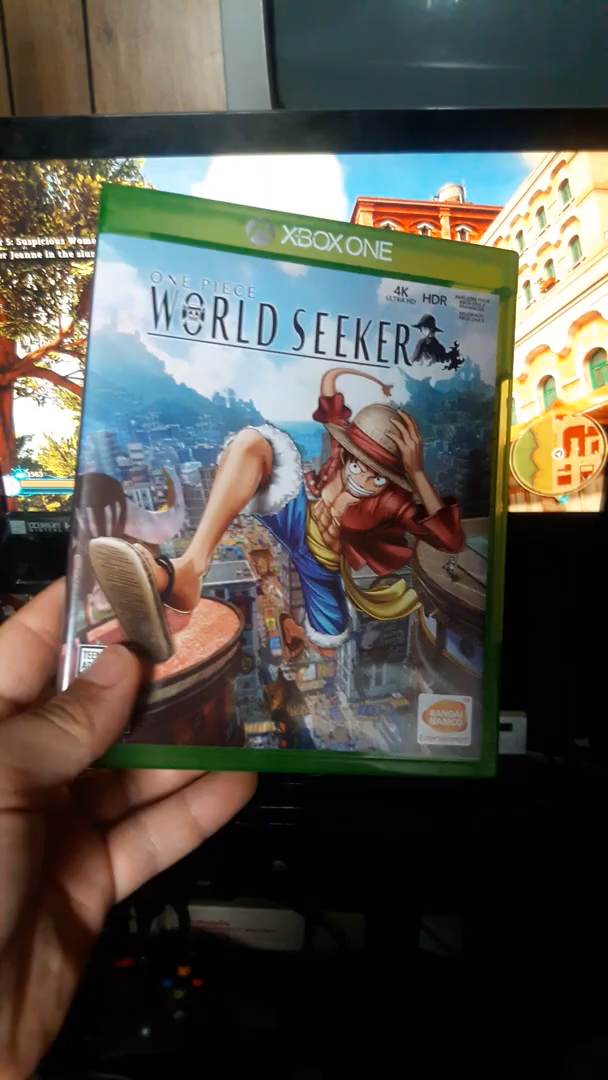 XBOX ONE
ONE PIECE
WORLD SEEKER
4K
ULTRA HD
HDR
5: Suspicious Wome
r Jeanne in the slur
BANDAI
NAMCO
Entertainment